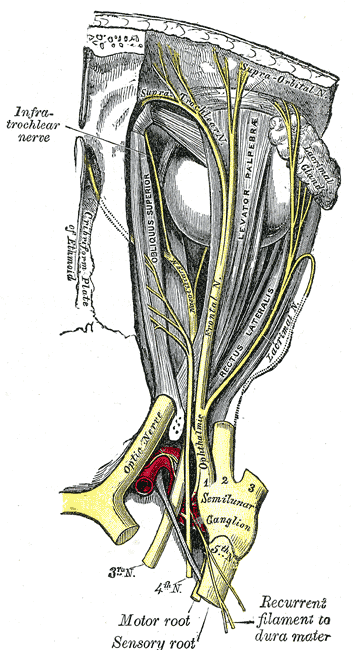 Supra-Orbital N.
Supra-trochlear N.
Infra-
trochlear
nerve
Lacrimal
Gland
LEVATOR PALPEBRÆ
OBLIQUUS SUPERIOR
Cribriform Plate
of Ethmoid
Nasociliary
Frontal N.
RECTUS LATERALIS
Lacrimal N.
Optic Nerve
Ophthalmic
1 2 3
Semilunar
Ganglion
5th N.
3rd N.
4th N.
Motor root
Sensory root
Recurrent
filament to
dura mater